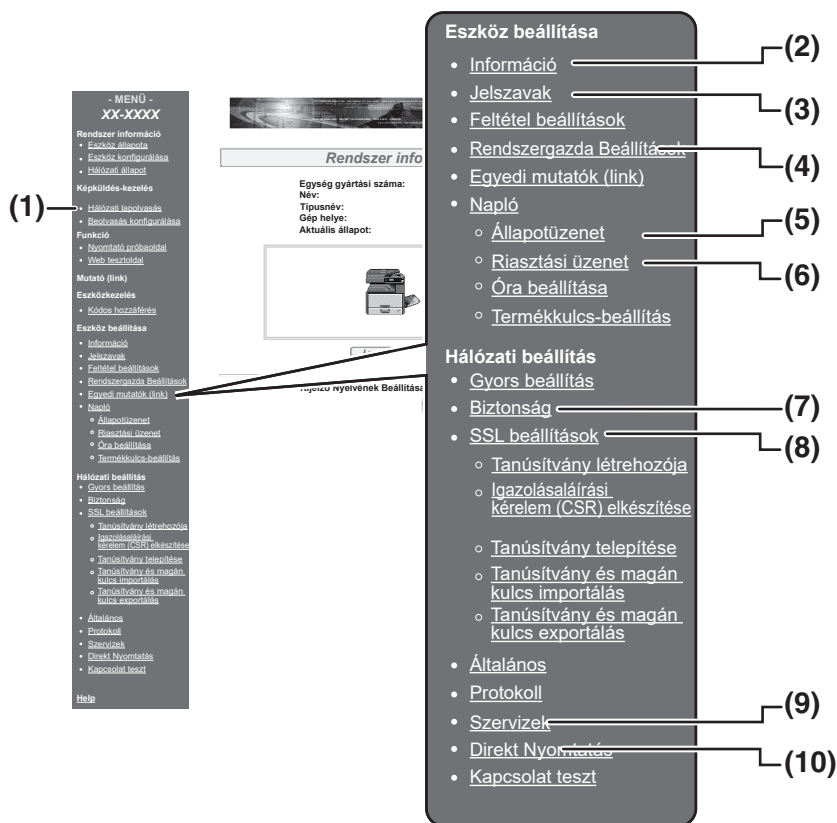 - MENÜ -
XX-XXXX
Rendszer információ
• Eszköz állapota
• Eszköz konfigurálása
• Hálózati állapot
Képküldés-kezelés
(1)
• Hálózati lapolvasás
• Beolvasás konfigurálása
Funkció
• Nyomtató próbaoldal
• Web tesztoldal
Mutató (link)
Eszközkezelés
• Kódos hozzáférés
Eszköz beállítása
• Információ
• Jelszavak
• Feltétel beállítások
• Rendszergazda Beállítások
• Egyedi mutatók (link)
• Napló
○ Állapotüzenet
○ Riasztási üzenet
○ Óra beállítása
○ Termékkulcs-beállítás
Hálózati beállítás
• Gyors beállítás
• Biztonság
• SSL beállítások
○ Tanúsítvány létrehozója
○ Igazolásaláírási
kérelem (CSR) elkészítése
○ Tanúsítvány telepítése
○ Tanúsítvány és magán
kulcs importálás
○ Tanúsítvány és magán
kulcs exportálás
• Általános
• Protokoll
• Szervizek
• Direkt Nyomtatás
• Kapcsolat teszt
Help
Rendszer info
Egység gyártási száma:
Név:
Típusnév:
Gép helye:
Aktuális állapot:
Kijelző Nyelvének Beállítása
Eszköz beállítása
• Információ
(2)
• Jelszavak
(3)
• Feltétel beállítások
• Rendszergazda Beállítások
(4)
• Egyedi mutatók (link)
• Napló
○ Állapotüzenet
(5)
○ Riasztási üzenet
(6)
○ Óra beállítása
○ Termékkulcs-beállítás
Hálózati beállítás
• Gyors beállítás
• Biztonság
(7)
• SSL beállítások
(8)
○ Tanúsítvány létrehozója
○ Igazolásaláírási
kérelem (CSR) elkészítése
○ Tanúsítvány telepítése
○ Tanúsítvány és magán
kulcs importálás
○ Tanúsítvány és magán
kulcs exportálás
• Általános
• Protokoll
• Szervizek
(9)
• Direkt Nyomtatás
(10)
• Kapcsolat teszt